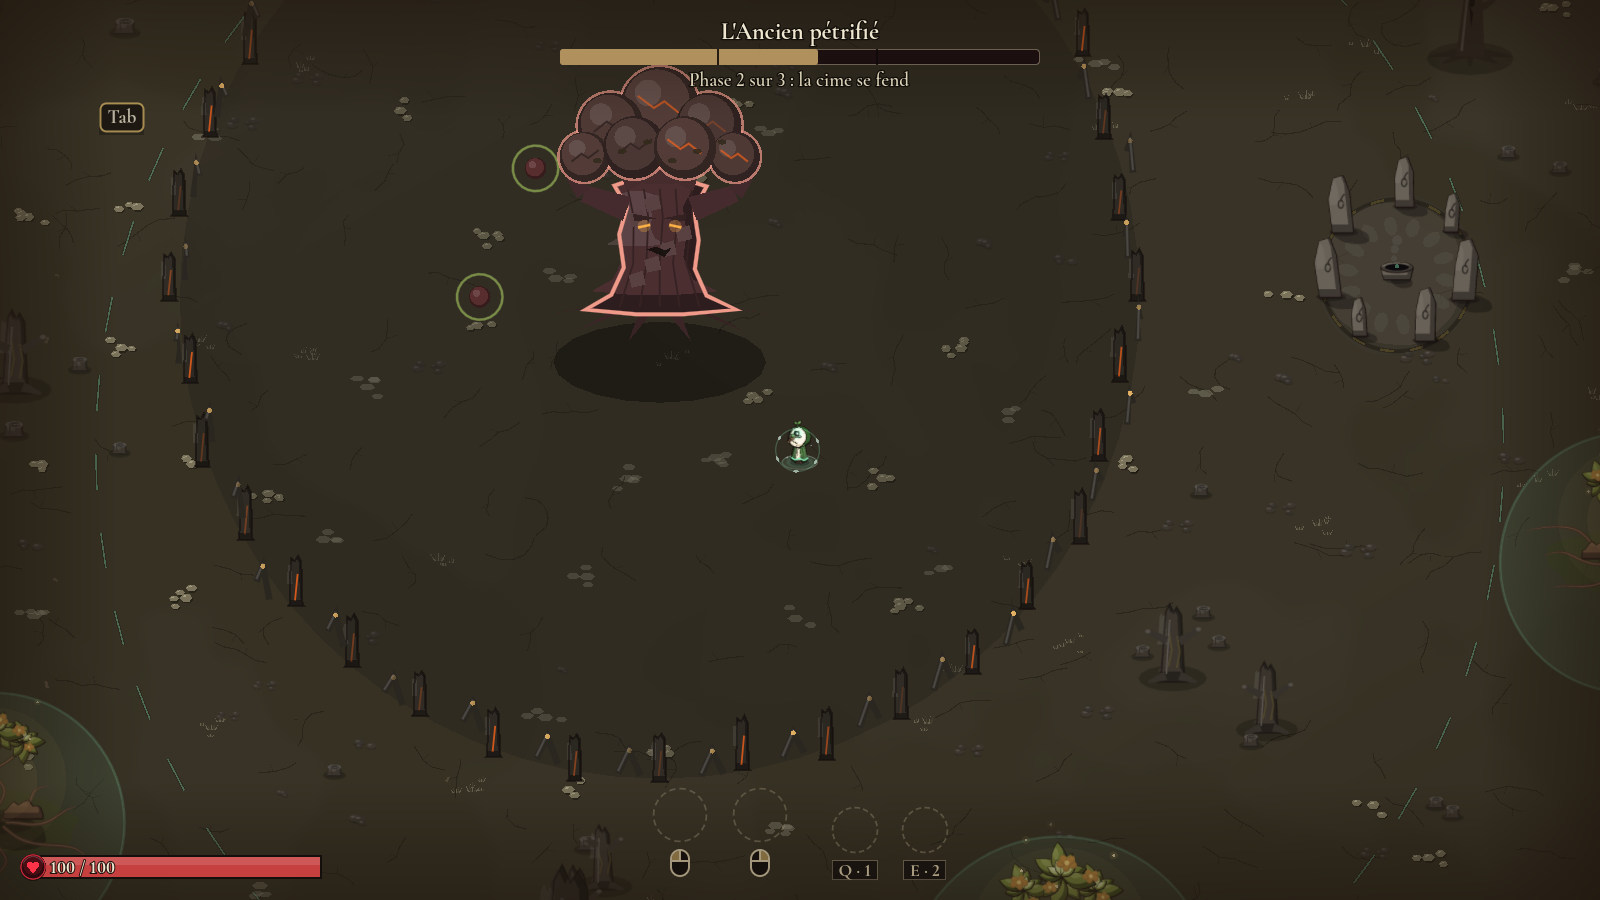 L'Ancien pétrifié
Phase 2 sur 3 : la cime se fend
Tab
100 / 100
Q · 1
E · 2